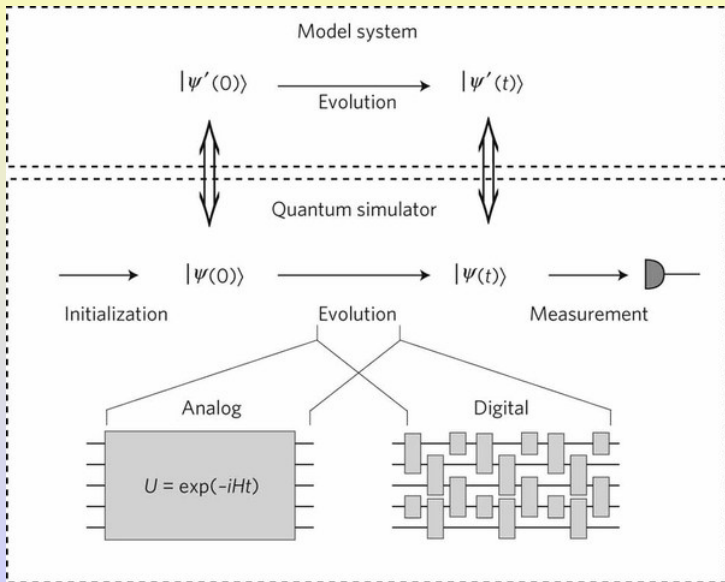 Model system
|ψ′(0)⟩ |ψ′(t)⟩
Evolution
Quantum simulator
|ψ(0)⟩ |ψ(t)⟩
Initialization Evolution Measurement
Analog Digital
U = exp(–iHt)